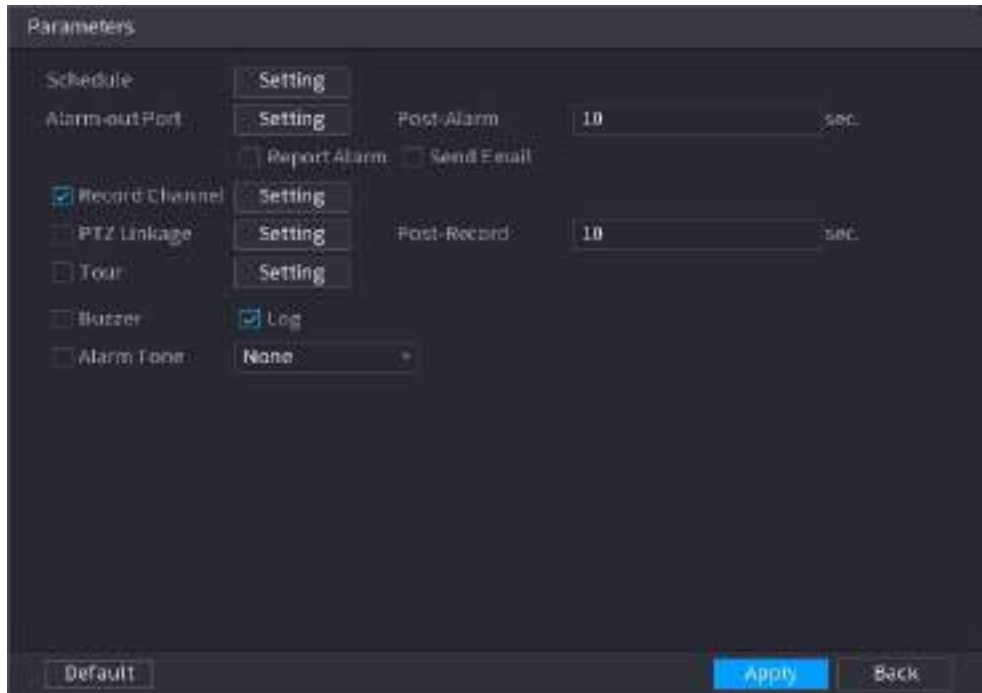 Parameters
Schedule Setting
Alarm-out Port Setting Post-Alarm 10 sec.
Report Alarm Send Email
Record Channel Setting
PTZ Linkage Setting Post-Record 10 sec.
Tour Setting
Buzzer Log
Alarm Tone None
Default Apply Back